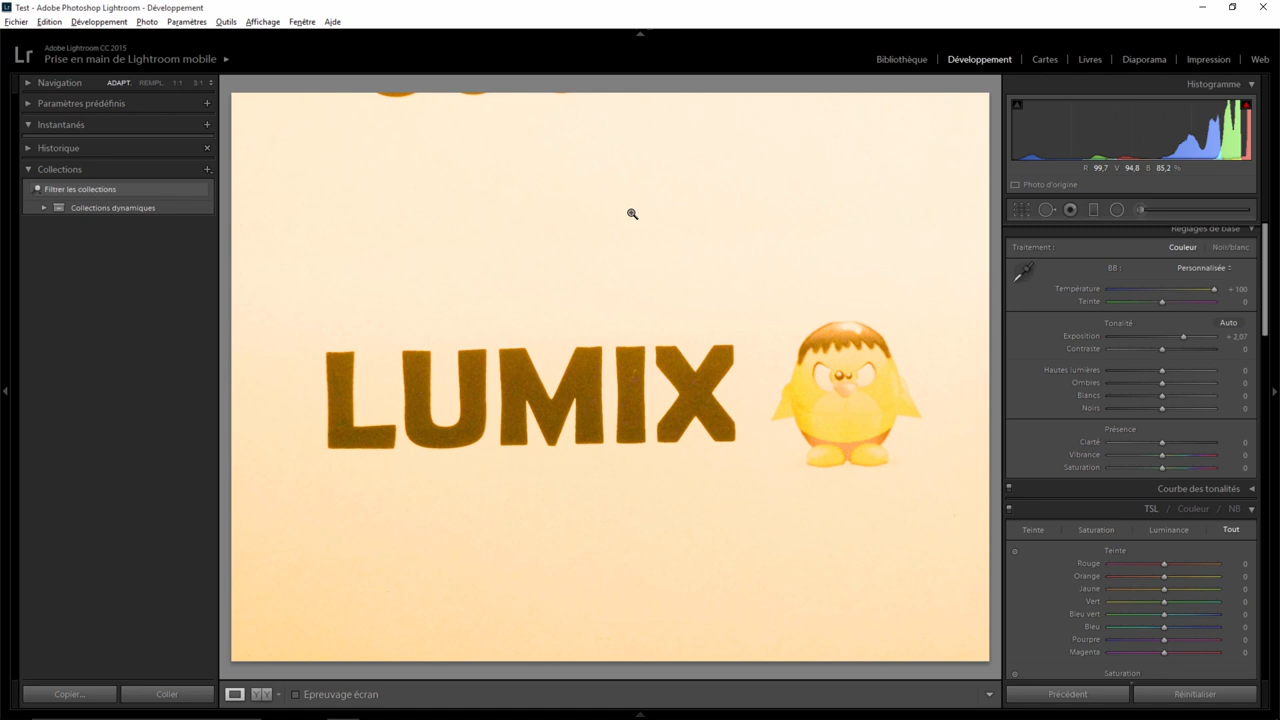 Test - Adobe Photoshop Lightroom - Développement
Fichier Edition Développement Photo Paramètres Outils Affichage Fenêtre Aide
Lr
Adobe Lightroom CC 2015
Prise en main de Lightroom mobile
Bibliothèque | Développement | Cartes | Livres | Diaporama | Impression | Web
Navigation ADAPT. REMPL. 1:1 3:1
Paramètres prédéfinis
Instantanés
Historique
Collections
Filtrer les collections
Collections dynamiques
LUMIX
Histogramme
R 99,7 V 94,8 B 85,2 %
Photo d'origine
Réglages de base
Traitement : Couleur Noir/blanc
BB : Personnalisée
Température + 100
Teinte 0
Tonalité Auto
Exposition + 2,07
Contraste 0
Hautes lumières 0
Ombres 0
Blancs 0
Noirs 0
Présence
Clarté 0
Vibrance 0
Saturation 0
Courbe des tonalités
TSL / Couleur / NB
Teinte Saturation Luminance Tout
Teinte
Rouge 0
Orange 0
Jaune 0
Vert 0
Bleu vert 0
Bleu 0
Pourpre 0
Magenta 0
Saturation
Copier... Coller
Epreuvage écran
Précédent Réinitialiser